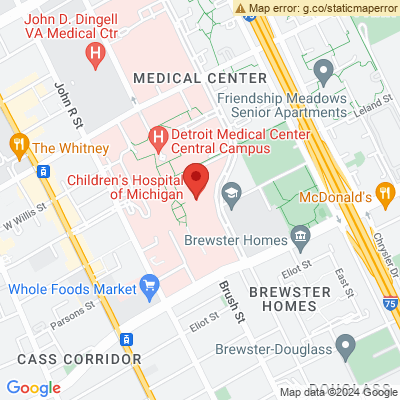 Map error: g.co/staticmaperror
John D. Dingell
VA Medical Ctr
MEDICAL CENTER
John R St
Friendship Meadows
Senior Apartments
Leland St
Detroit Medical Center
Central Campus
The Whitney
Children's Hospital
of Michigan
McDonald's
W Willis St
Brewster Homes
Chrysler Dr
Eliot St
East St
Whole Foods Market
Brush St
BREWSTER
HOMES
Parsons St
75
Eliot St
Brewster-Douglass
CASS CORRIDOR
Google
Map data ©2024 Google